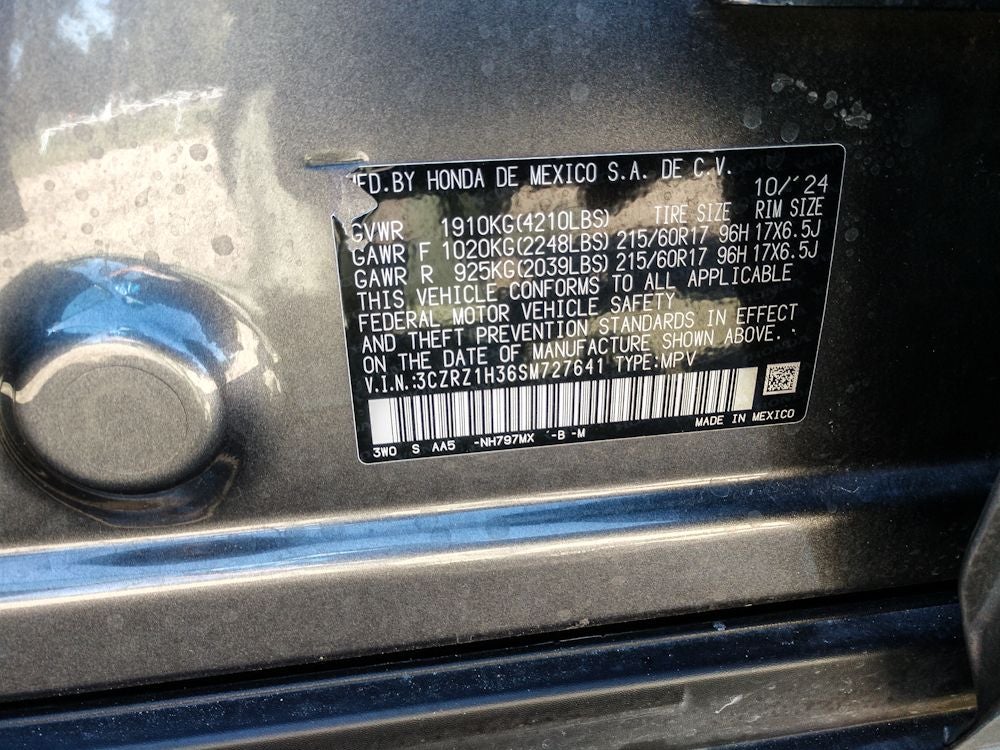 MFD.BY HONDA DE MEXICO S.A. DE C.V.
10/'24
GVWR 1910KG(4210LBS) TIRE SIZE RIM SIZE
GAWR F 1020KG(2248LBS) 215/60R17 96H 17X6.5J
GAWR R 925KG(2039LBS) 215/60R17 96H 17X6.5J
THIS VEHICLE CONFORMS TO ALL APPLICABLE
FEDERAL MOTOR VEHICLE SAFETY
AND THEFT PREVENTION STANDARDS IN EFFECT
ON THE DATE OF MANUFACTURE SHOWN ABOVE.
V.I.N.:3CZRZ1H36SM727641 TYPE:MPV
3W0 S AA5 -NH797MX -B -M MADE IN MEXICO